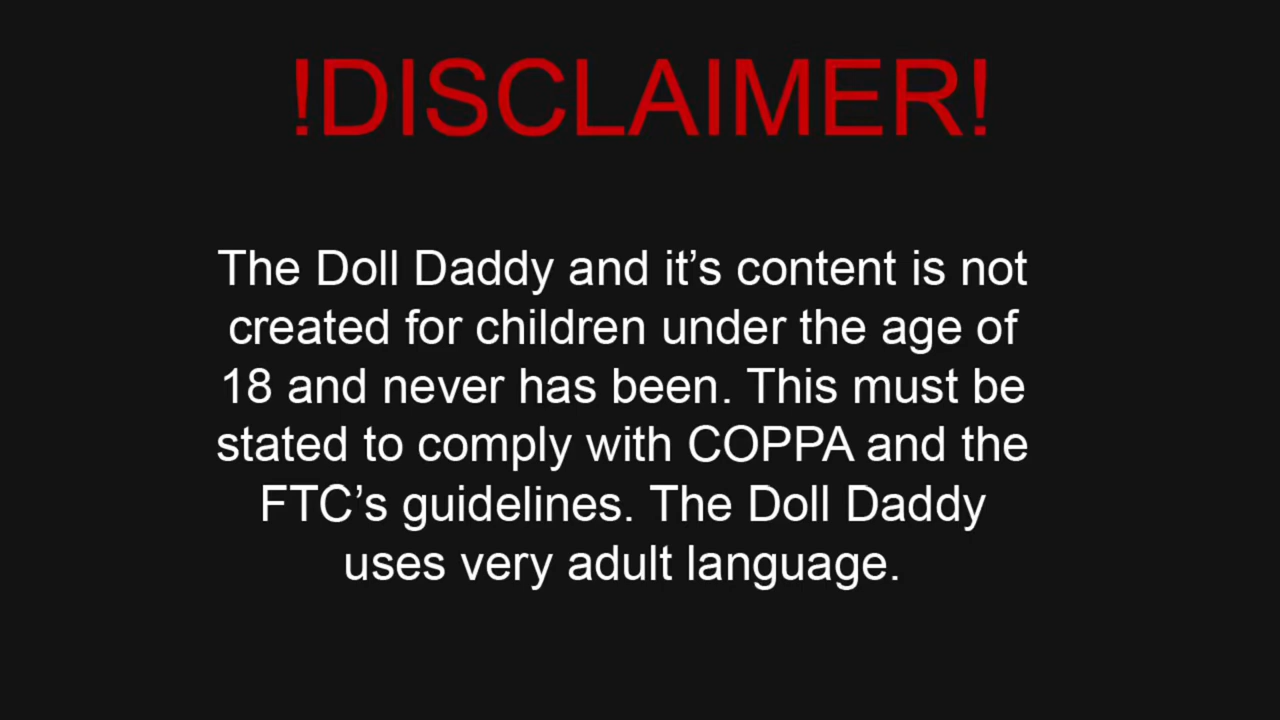 !DISCLAIMER!
The Doll Daddy and it’s content is not
created for children under the age of
18 and never has been. This must be
stated to comply with COPPA and the
FTC’s guidelines. The Doll Daddy
uses very adult language.